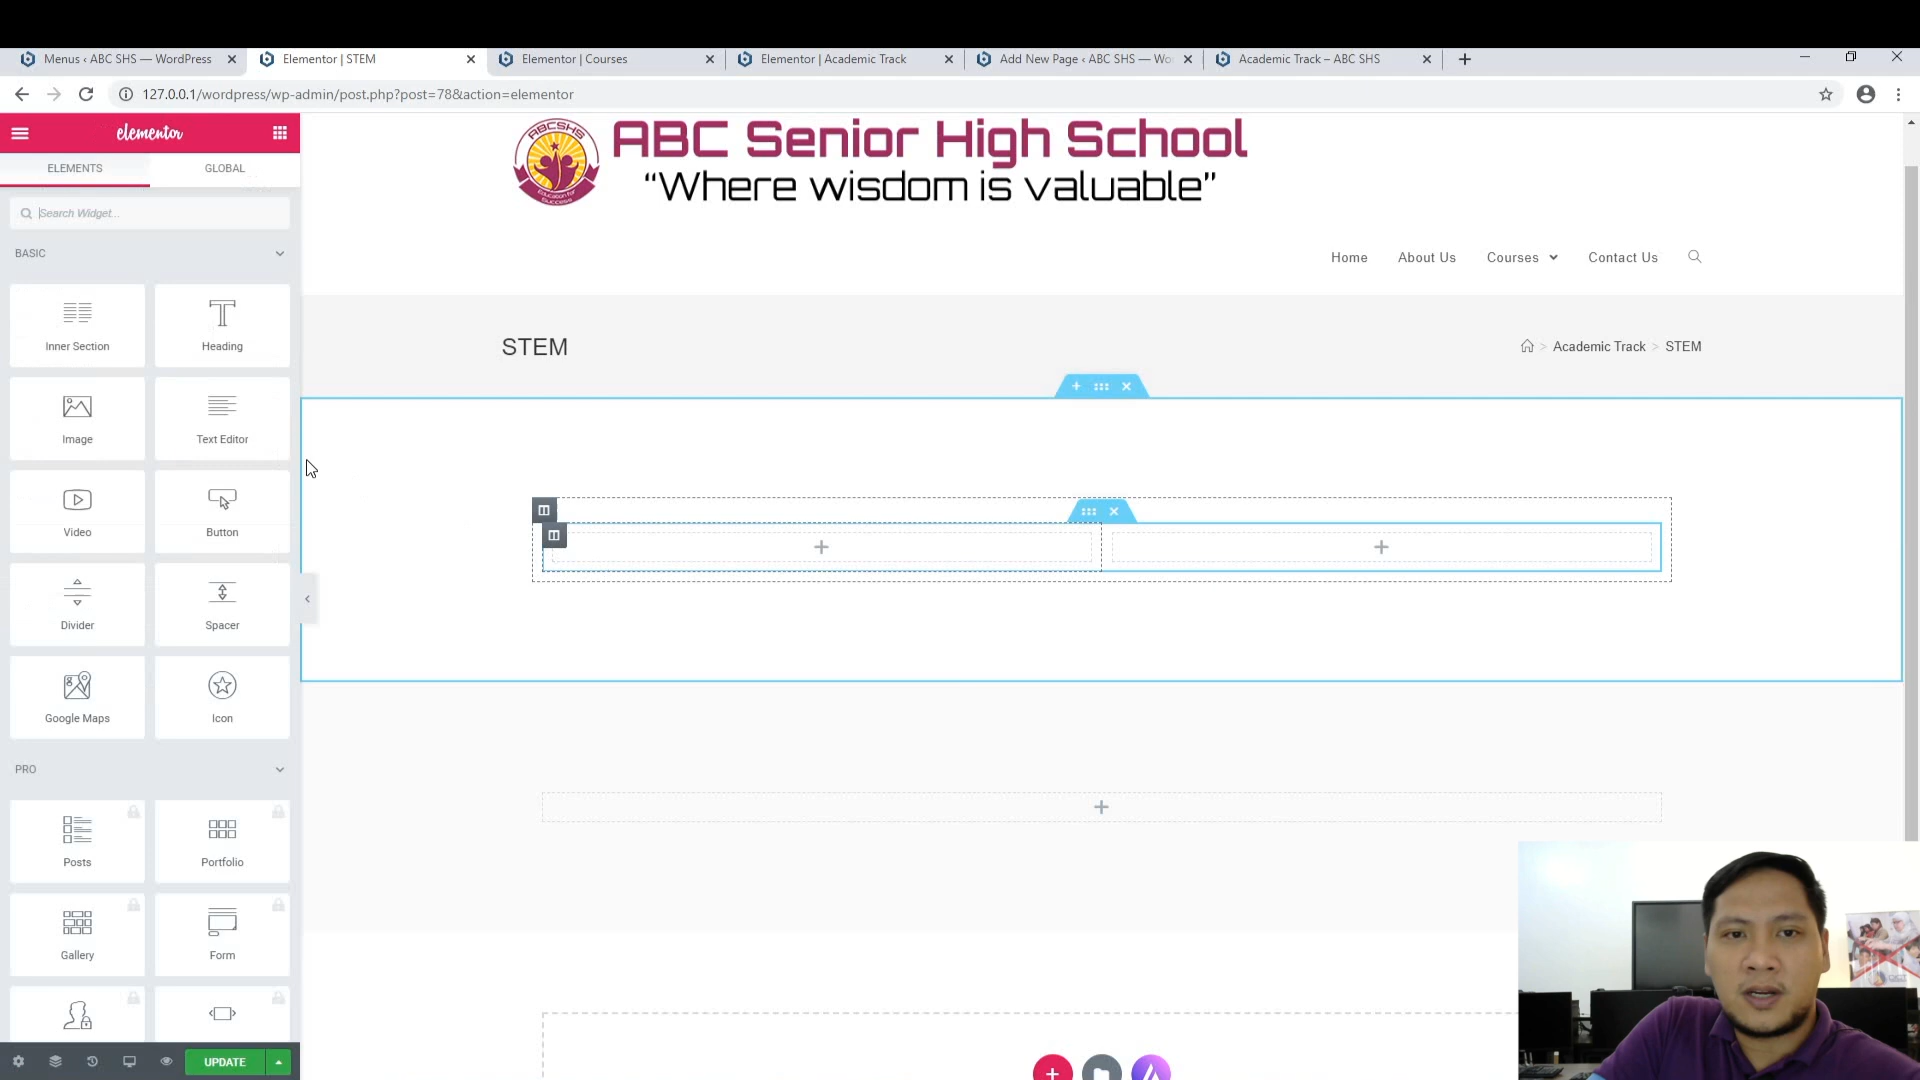 Menus ‹ ABC SHS — WordPress
Elementor | STEM
Elementor | Courses
Elementor | Academic Track
Add New Page ‹ ABC SHS — Wo
Academic Track – ABC SHS
127.0.0.1/wordpress/wp-admin/post.php?post=78&action=elementor
elementor
ELEMENTS
GLOBAL
Search Widget...
BASIC
Inner Section
Heading
Image
Text Editor
Video
Button
Divider
Spacer
Google Maps
Icon
PRO
Posts
Portfolio
Gallery
Form
UPDATE
ABCSHS
Education for
Success
ABC Senior High School
“Where wisdom is valuable”
Home
About Us
Courses
Contact Us
STEM
> Academic Track > STEM